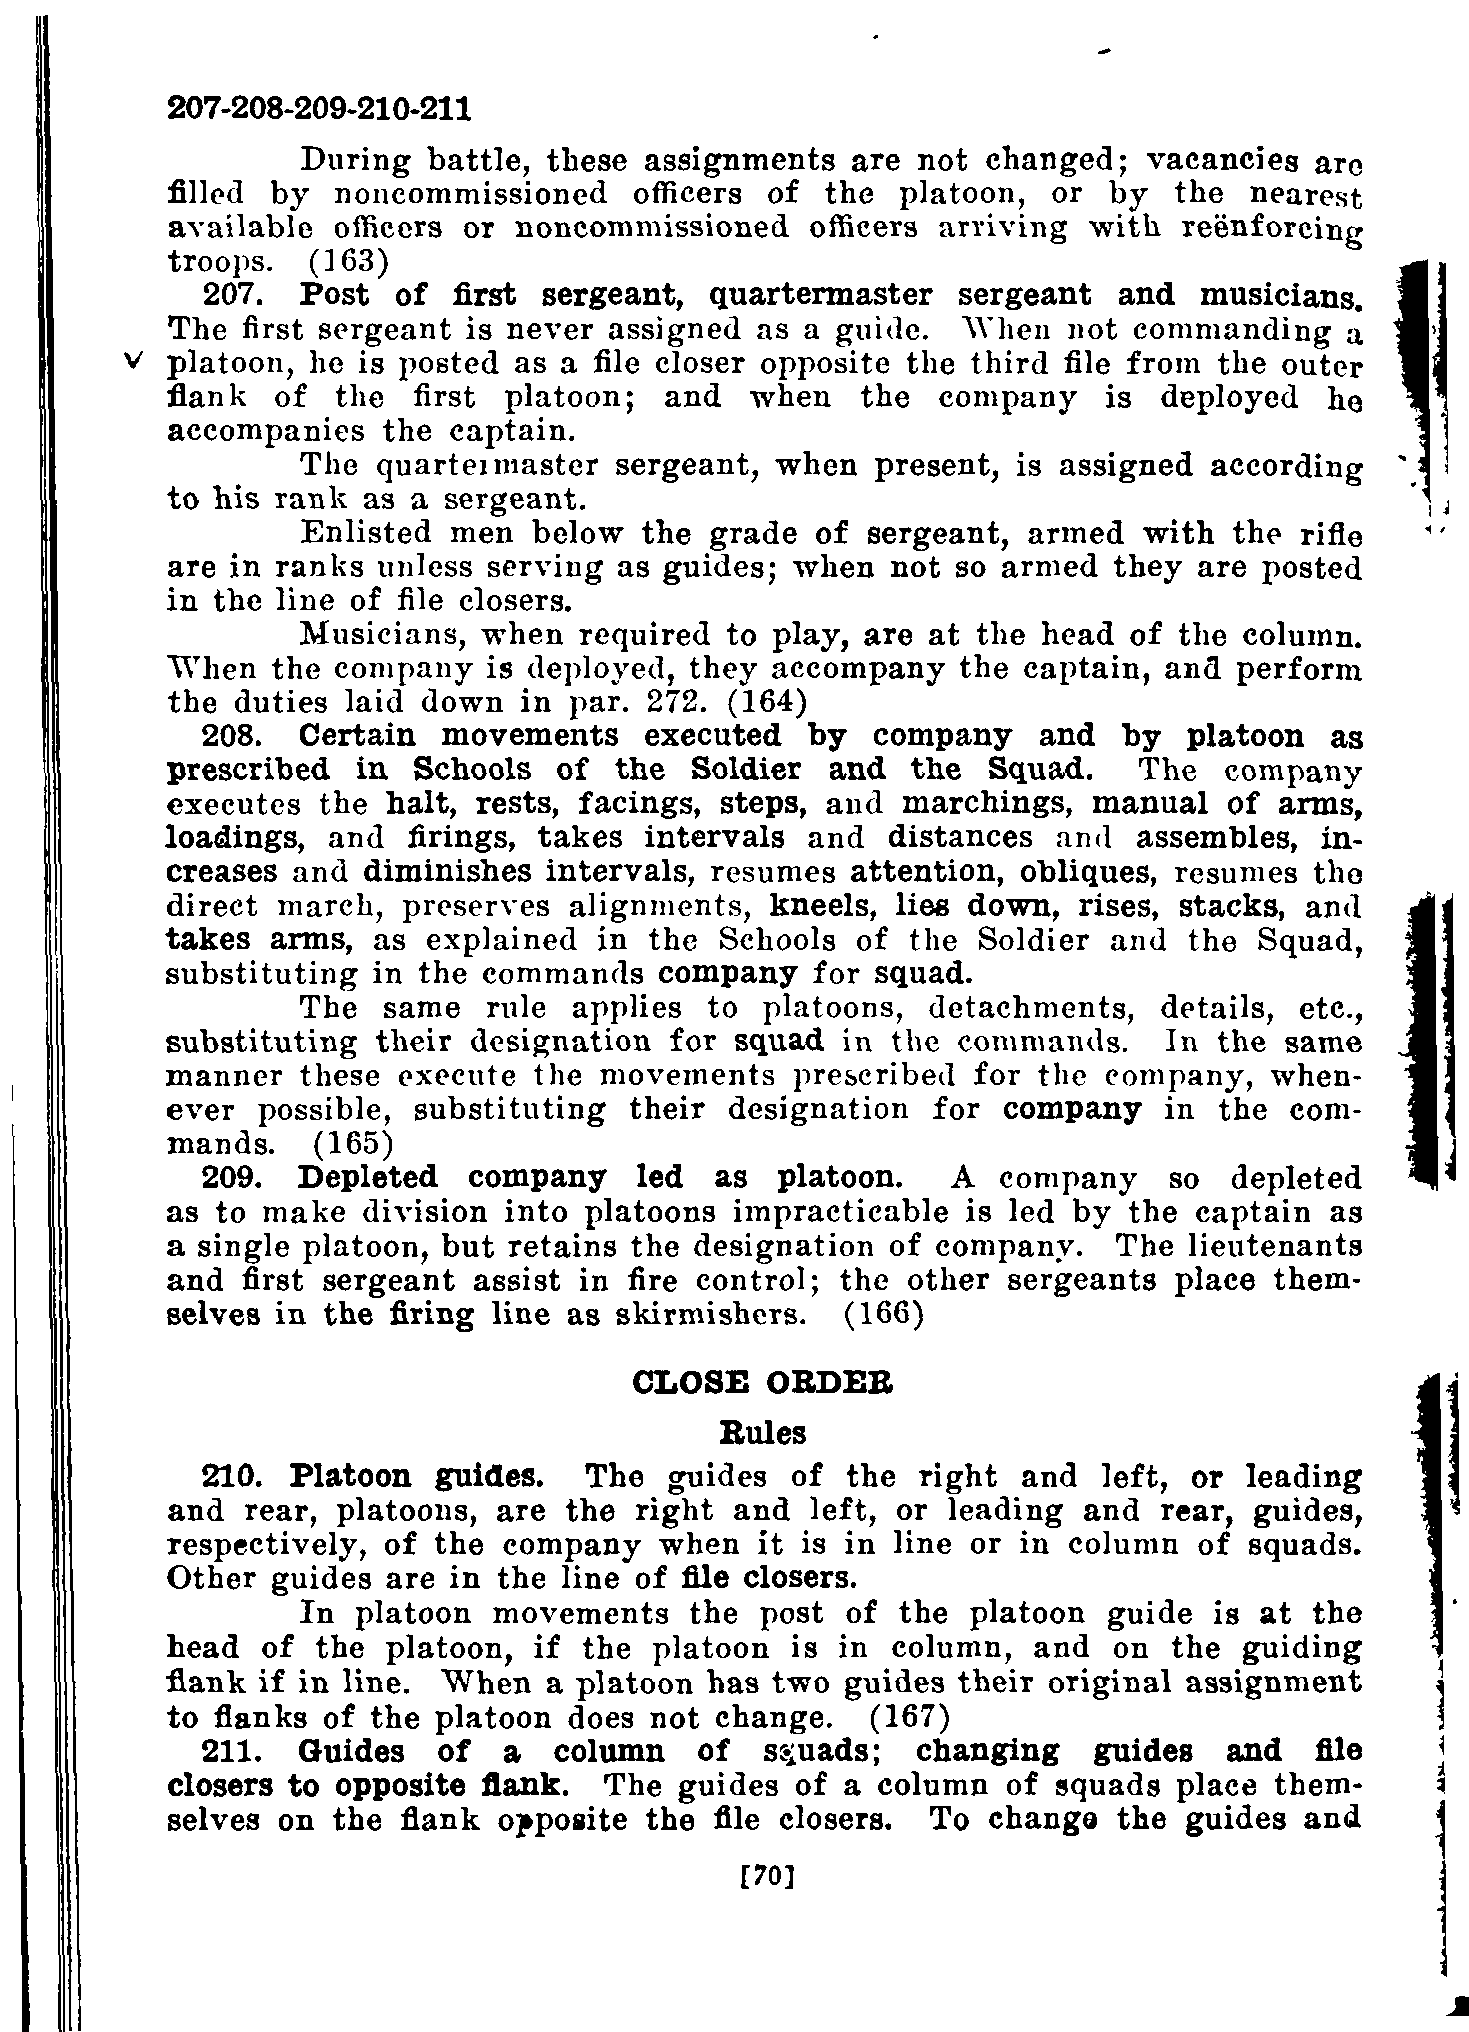 207-208-209-210-211
During battle, these assignments are not changed; vacancies are
filled by noncommissioned officers of the platoon, or by the nearest
available officers or noncommissioned officers arriving with reënforcing
troops. (163)
207. Post of first sergeant, quartermaster sergeant and musicians.
The first sergeant is never assigned as a guide. When not commanding a
v platoon, he is posted as a file closer opposite the third file from the outer
flank of the first platoon; and when the company is deployed he
accompanies the captain.
The quartermaster sergeant, when present, is assigned according
to his rank as a sergeant.
Enlisted men below the grade of sergeant, armed with the rifle
are in ranks unless serving as guides; when not so armed they are posted
in the line of file closers.
Musicians, when required to play, are at the head of the column.
When the company is deployed, they accompany the captain, and perform
the duties laid down in par. 272. (164)
208. Certain movements executed by company and by platoon as
prescribed in Schools of the Soldier and the Squad. The company
executes the halt, rests, facings, steps, and marchings, manual of arms,
loadings, and firings, takes intervals and distances and assembles, in-
creases and diminishes intervals, resumes attention, obliques, resumes the
direct march, preserves alignments, kneels, lies down, rises, stacks, and
takes arms, as explained in the Schools of the Soldier and the Squad,
substituting in the commands company for squad.
The same rule applies to platoons, detachments, details, etc.,
substituting their designation for squad in the commands. In the same
manner these execute the movements prescribed for the company, when-
ever possible, substituting their designation for company in the com-
mands. (165)
209. Depleted company led as platoon. A company so depleted
as to make division into platoons impracticable is led by the captain as
a single platoon, but retains the designation of company. The lieutenants
and first sergeant assist in fire control; the other sergeants place them-
selves in the firing line as skirmishers. (166)
CLOSE ORDER
Rules
210. Platoon guides. The guides of the right and left, or leading
and rear, platoons, are the right and left, or leading and rear, guides,
respectively, of the company when it is in line or in column of squads.
Other guides are in the line of file closers.
In platoon movements the post of the platoon guide is at the
head of the platoon, if the platoon is in column, and on the guiding
flank if in line. When a platoon has two guides their original assignment
to flanks of the platoon does not change. (167)
211. Guides of a column of squads; changing guides and file
closers to opposite flank. The guides of a column of squads place them-
selves on the flank opposite the file closers. To change the guides and
[70]